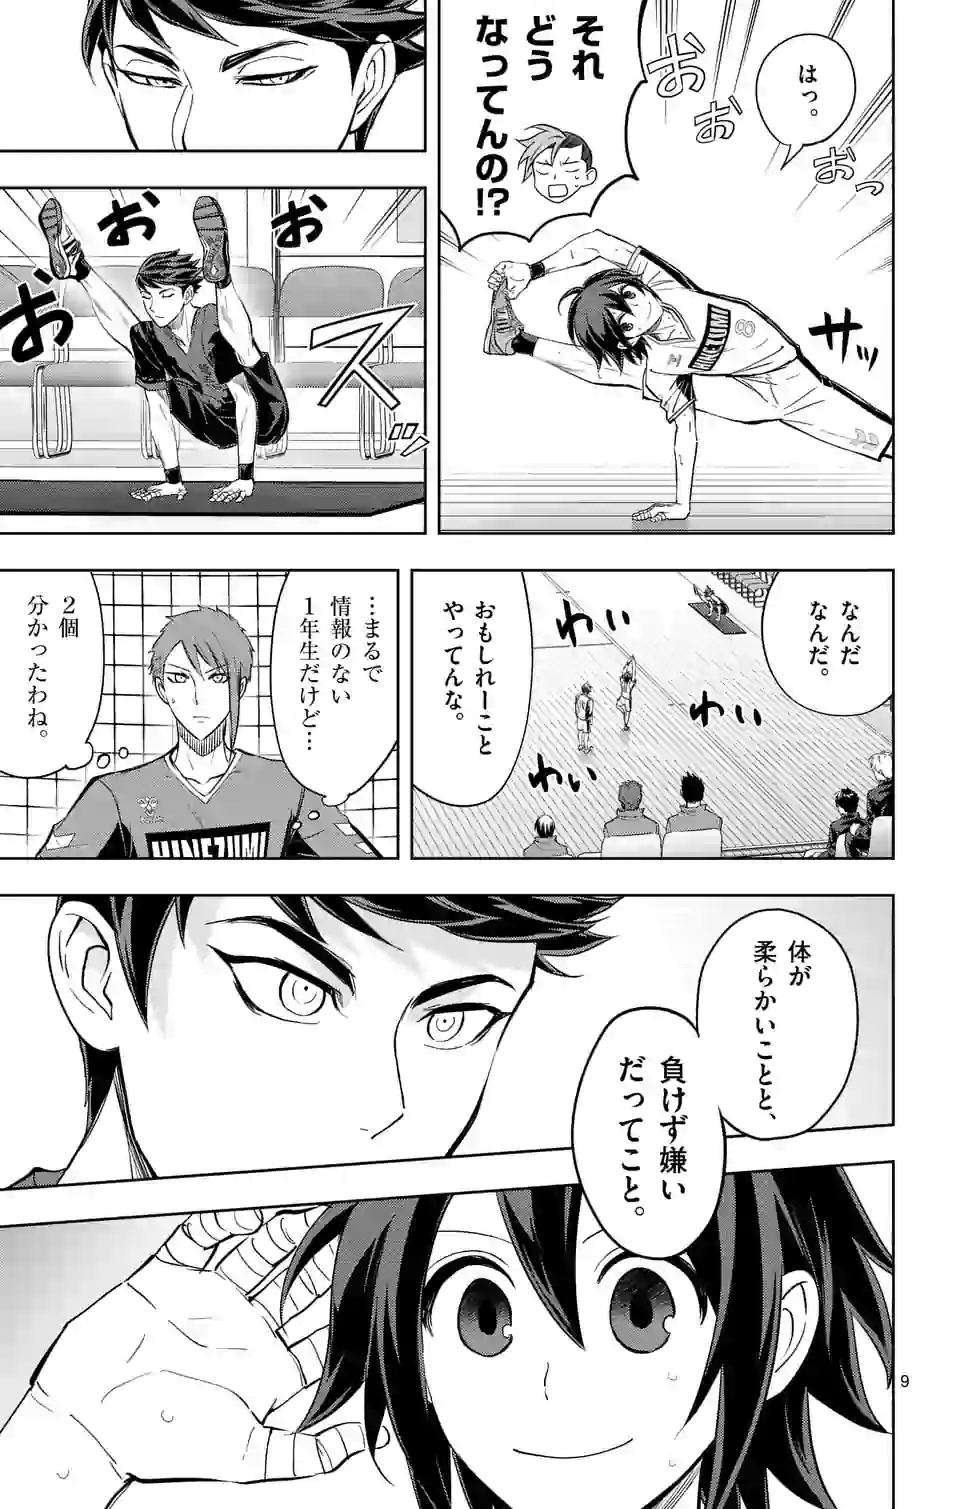 はっ。
おぉ
おぉ
おっ
それ
どう
なってんの!?
サッ
8
お
お
お
スッ
なんだ
なんだ。
わい
わい
わい
おもしれーこと
やってんな。
…まるで
情報のない
1年生だけど…
2個
分かったわね。
HINEZUMI
体が
柔らかいことと、
負けず嫌い
だってこと。
9